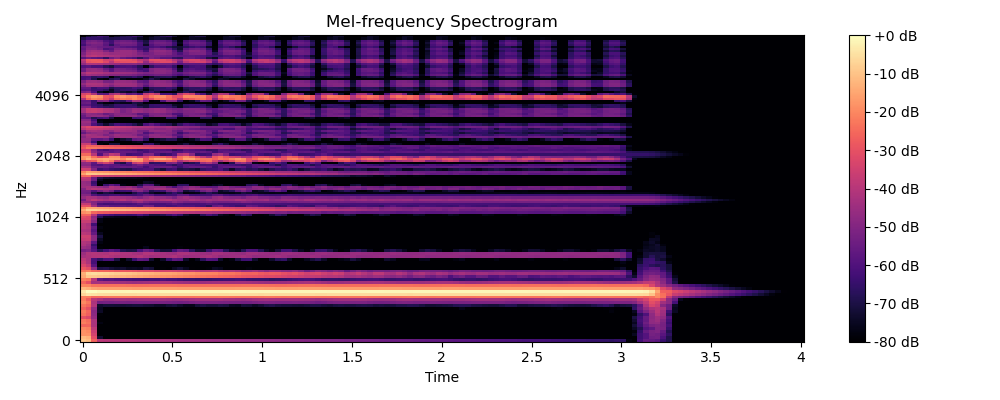 Mel-frequency Spectrogram
Hz
4096
2048
1024
512
0
0
0.5
1
1.5
2
2.5
3
3.5
4
Time
+0 dB
-10 dB
-20 dB
-30 dB
-40 dB
-50 dB
-60 dB
-70 dB
-80 dB